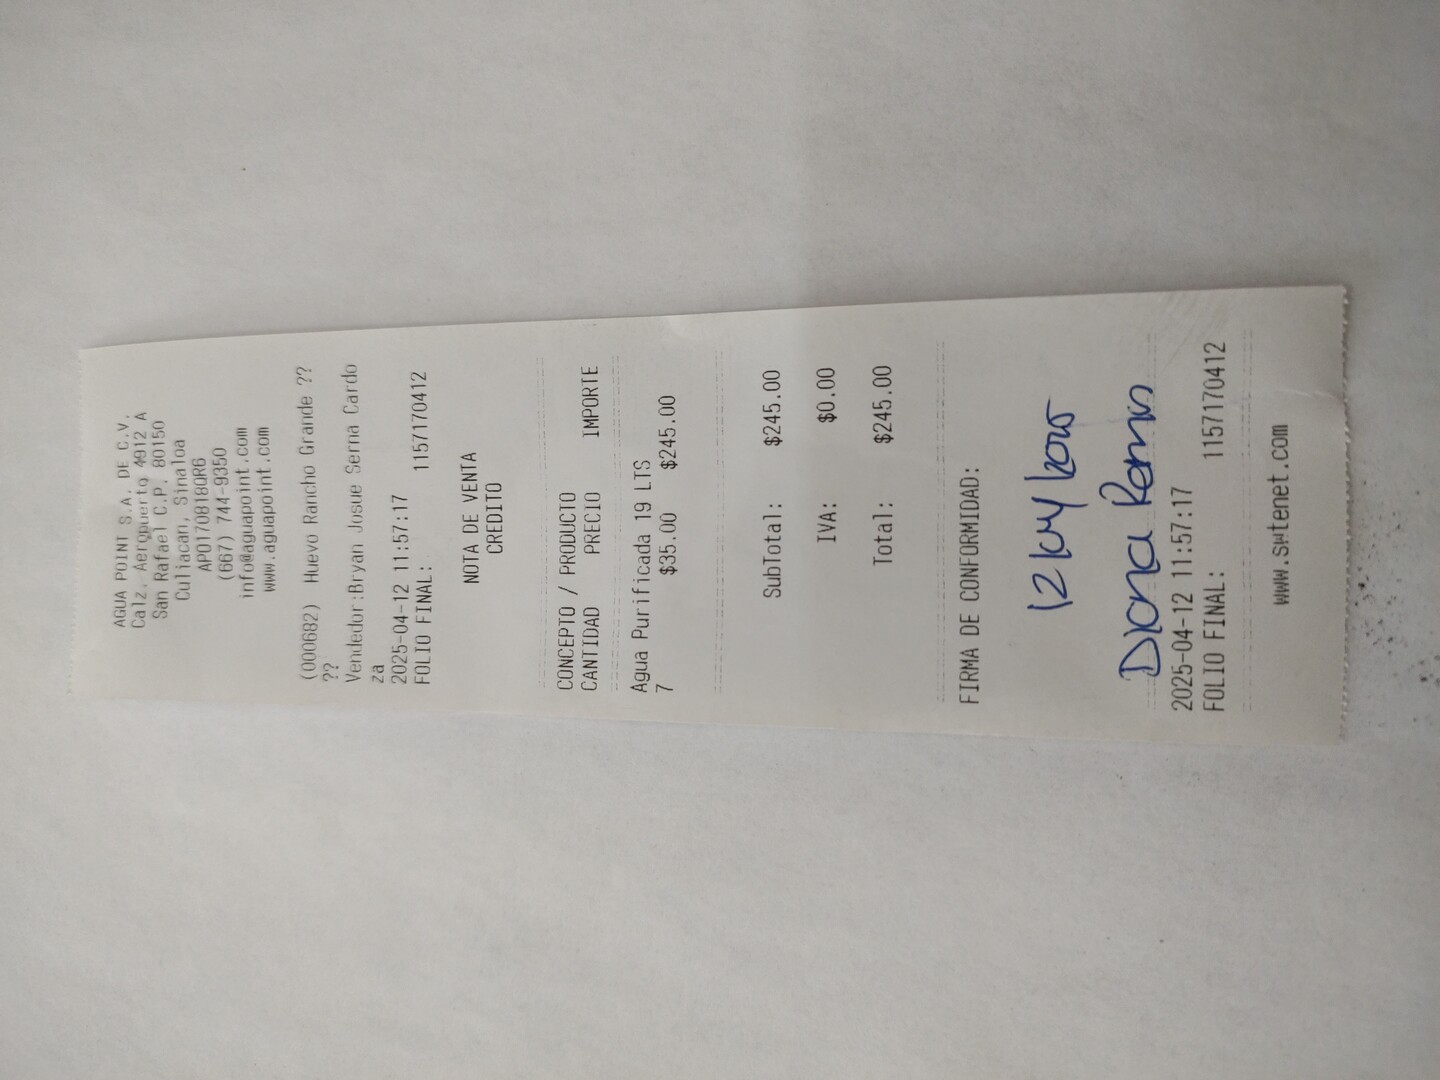 AGUA POINT S.A. DE C.V.
Calz. Aeropuerto 4912 A
San Rafael C.P. 80150
Culiacan, Sinaloa
APO170818QR6
(667) 744-9350
info@aguapoint.com
www.aguapoint.com
(000682) Huevo Rancho Grande ??
??
Vendedor:Bryan Josue Serna Cardo
za
2025-04-12 11:57:17
FOLIO FINAL: 1157170412
NOTA DE VENTA
CREDITO
CONCEPTO / PRODUCTO
CANTIDAD PRECIO IMPORTE
Agua Purificada 19 LTS
7 $35.00 $245.00
SubTotal: $245.00
IVA: $0.00
Total: $245.00
FIRMA DE CONFORMIDAD:
Diana
2025-04-12 11:57:17
FOLIO FINAL: 1157170412
www.swtenet.com